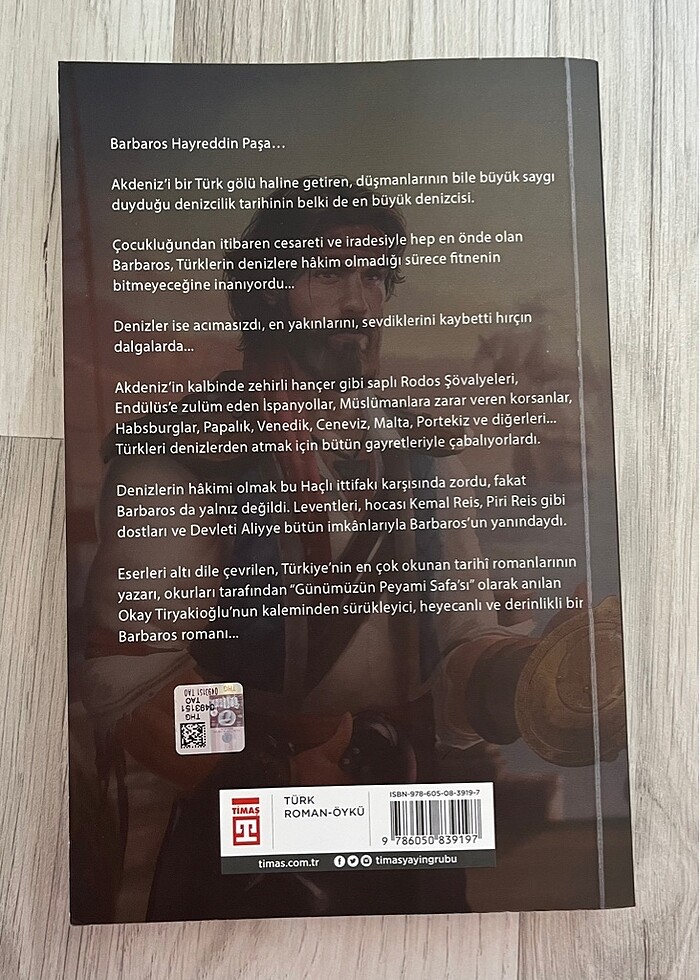 Barbaros Hayreddin Paşa...
Akdeniz'i bir Türk gölü haline getiren, düşmanlarının bile büyük saygı
duyduğu denizcilik tarihinin belki de en büyük denizcisi.
Çocukluğundan itibaren cesareti ve iradesiyle hep en önde olan
Barbaros, Türklerin denizlere hâkim olmadığı sürece fitnenin
bitmeyeceğine inanıyordu...
Denizler ise acımasızdı, en yakınlarını, sevdiklerini kaybetti hırçın
dalgalarda...
Akdeniz'in kalbinde zehirli hançer gibi saplı Rodos Şövalyeleri,
Endülüs'e zulüm eden İspanyollar, Müslümanlara zarar veren korsanlar,
Habsburglar, Papalık, Venedik, Ceneviz, Malta, Portekiz ve diğerleri...
Türkleri denizlerden atmak için bütün gayretleriyle çabalıyorlardı.
Denizlerin hâkimi olmak bu Haçlı ittifakı karşısında zordu, fakat
Barbaros da yalnız değildi. Leventleri, hocası Kemal Reis, Piri Reis gibi
dostları ve Devleti Aliyye bütün imkânlarıyla Barbaros'un yanındaydı.
Eserleri altı dile çevrilen, Türkiye'nin en çok okunan tarihî romanlarının
yazarı, okurları tarafından "Günümüzün Peyami Safa'sı" olarak anılan
Okay Tiryakioğlu'nun kaleminden sürükleyici, heyecanlı ve derinlikli bir
Barbaros romanı...
THG 0493151 TAO
0493151
TAO
THG
TİMAŞ
TÜRK
ROMAN-ÖYKÜ
ISBN-978-605-08-3919-7
9 786050 839197
timas.com.tr timasyayingrubu